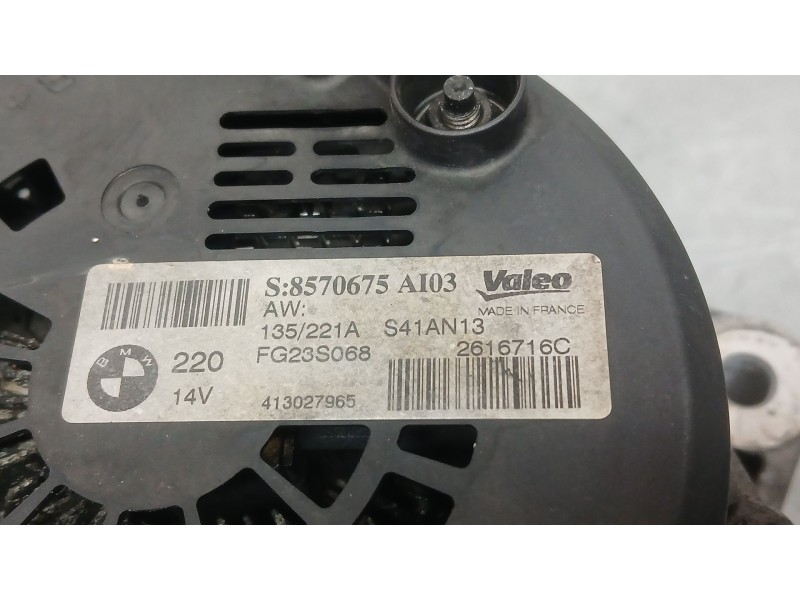 S:8570675 AI03 Valeo
AW: MADE IN FRANCE
135/221A S41AN13
BMW 220 FG23S068 2616716C
14V 413027965